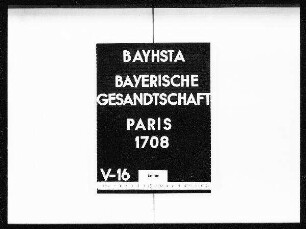 BAYHSTA
BAYERISCHE
GESANDTSCHAFT
PARIS
1708
V-16